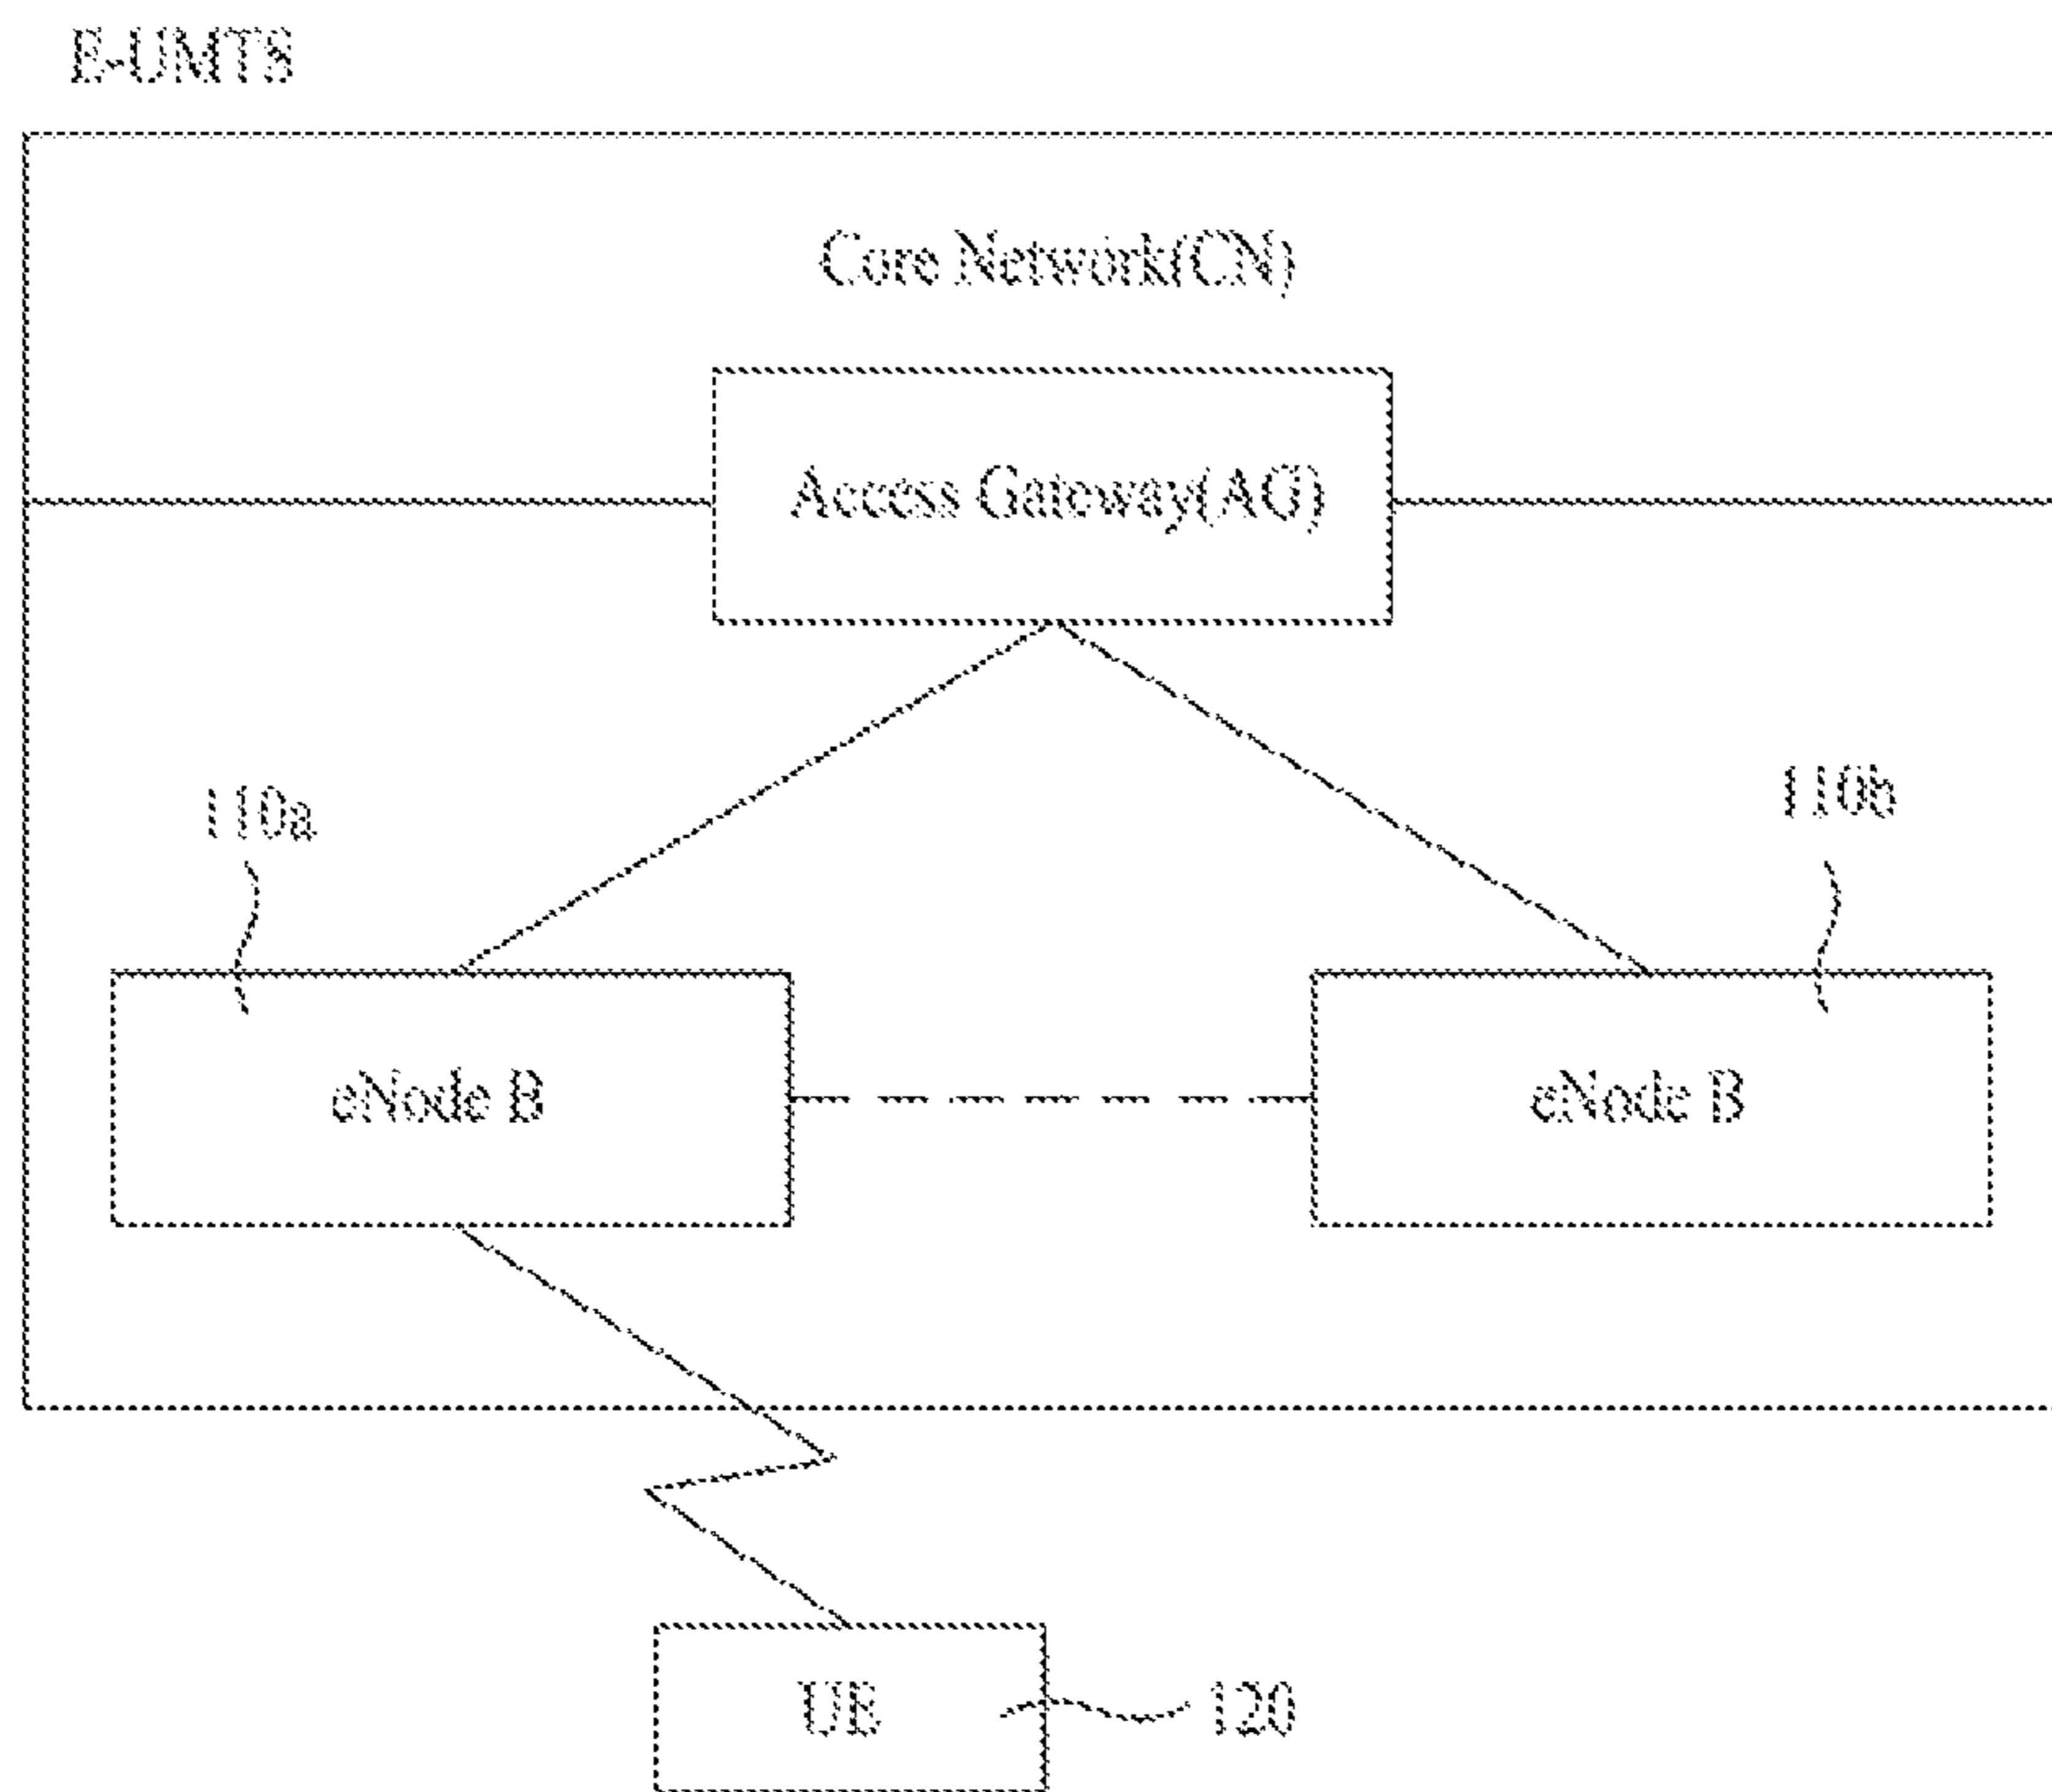 E-UMTS
Core Network(CN)
Access Gateway(AG)
110a
110b
eNode B
eNode B
UE
120